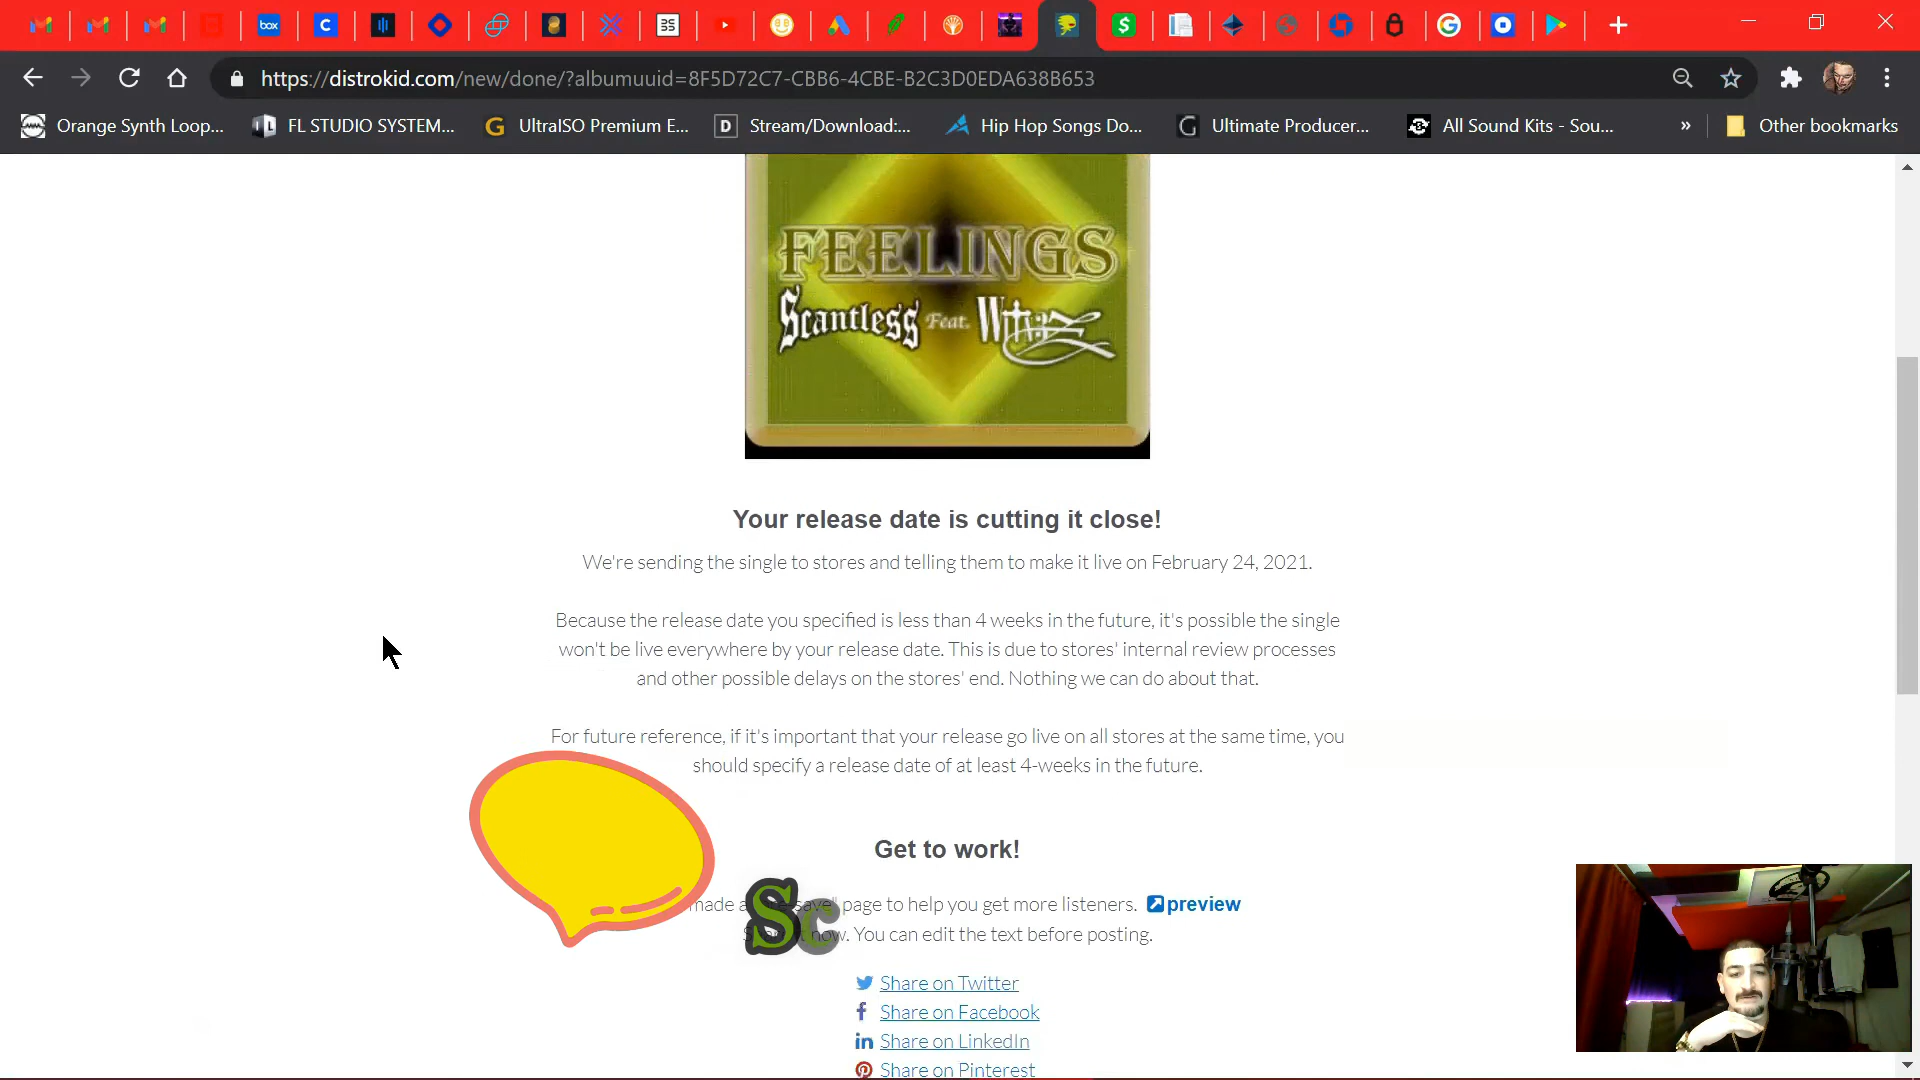 box
C
35
$
G
https://distrokid.com/new/done/?albumuuid=8F5D72C7-CBB6-4CBE-B2C3D0EDA638B653
Orange Synth Loop...
FL STUDIO SYSTEM...
G UltraISO Premium E...
D Stream/Download:...
Hip Hop Songs Do...
Ultimate Producer...
All Sound Kits - Sou...
»
Other bookmarks
FEELINGS
Scantless Feat.
Your release date is cutting it close!
We're sending the single to stores and telling them to make it live on February 24, 2021.
Because the release date you specified is less than 4 weeks in the future, it's possible the single
won't be live everywhere by your release date. This is due to stores' internal review processes
and other possible delays on the stores' end. Nothing we can do about that.
For future reference, if it's important that your release go live on all stores at the same time, you
should specify a release date of at least 4-weeks in the future.
Get to work!
made a save" page to help you get more listeners. preview
now. You can edit the text before posting.
Sc
Share on Twitter
Share on Facebook
in Share on LinkedIn
Share on Pinterest